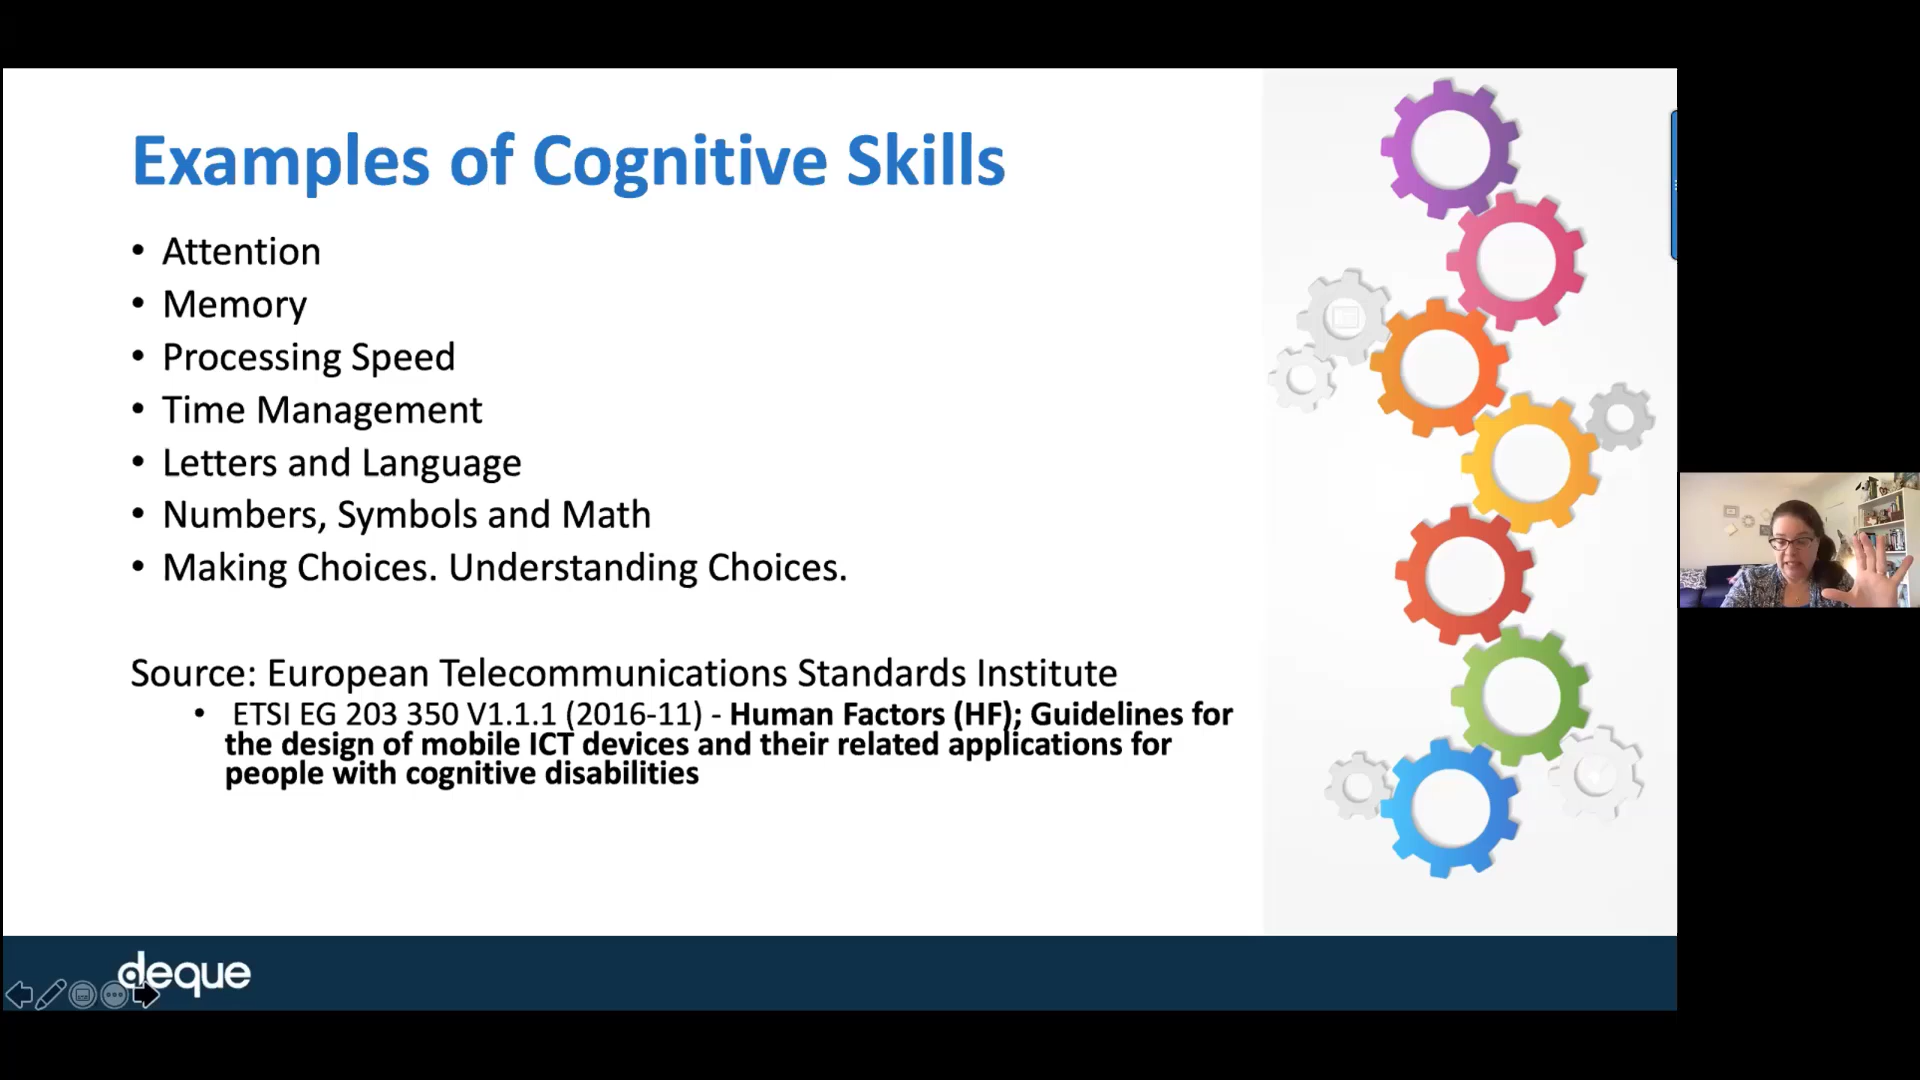 Examples of Cognitive Skills
• Attention
• Memory
• Processing Speed
• Time Management
• Letters and Language
• Numbers, Symbols and Math
• Making Choices. Understanding Choices.
Source: European Telecommunications Standards Institute
• ETSI EG 203 350 V1.1.1 (2016-11) - Human Factors (HF); Guidelines for
the design of mobile ICT devices and their related applications for
people with cognitive disabilities
deque